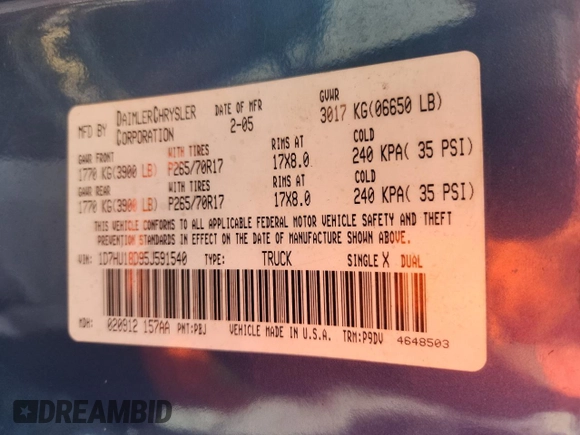 MFD BY DAIMLERCHRYSLER CORPORATION
DATE OF MFR 2-05
GVWR 3017 KG(06650 LB)
GAWR FRONT WITH TIRES RIMS AT COLD
1770 KG(3900 LB) P265/70R17 17X8.0 240 KPA( 35 PSI)
GAWR REAR WITH TIRES RIMS AT COLD
1770 KG(3900 LB) P265/70R17 17X8.0 240 KPA( 35 PSI)
THIS VEHICLE CONFORMS TO ALL APPLICABLE FEDERAL MOTOR VEHICLE SAFETY AND THEFT
PREVENTION STANDARDS IN EFFECT ON THE DATE OF MANUFACTURE SHOWN ABOVE.
VIN: 1D7HU18D95J591540 TYPE: TRUCK SINGLE X DUAL
MDH: 020912 157AA PNT:PBJ VEHICLE MADE IN U.S.A. TRM:P9DV 4648503
DREAMBID